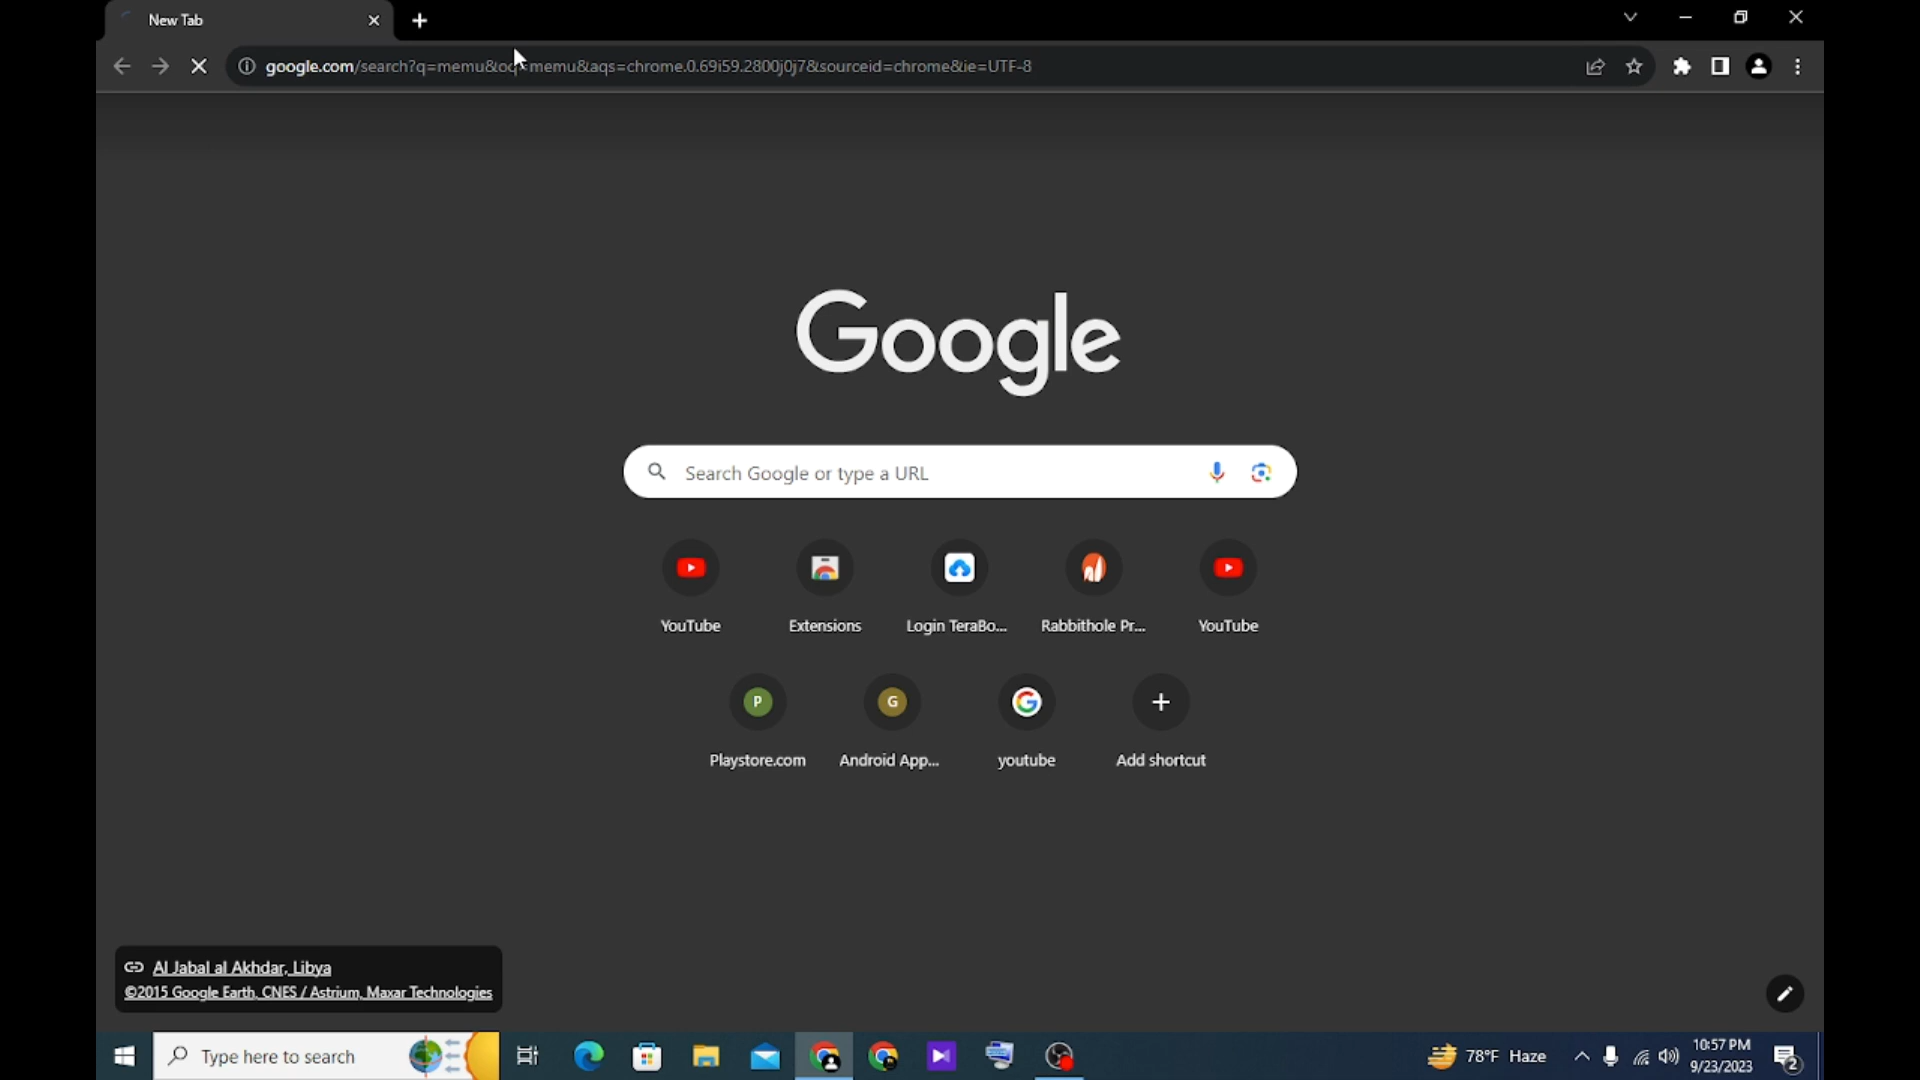 New Tab
google.com/search?q=memu&oq=memu&aqs=chrome.0.69i59.2800j0j7&sourceid=chrome&ie=UTF-8
Google
Search Google or type a URL
YouTube
Extensions
Login TeraBo...
Rabbithole Pr...
YouTube
P
G
Playstore.com
Android App...
youtube
Add shortcut
Al Jabal al Akhdar, Libya
©2015 Google Earth, CNES / Astrium, Maxar Technologies
Type here to search
78°F Haze
10:57 PM
9/23/2023
2